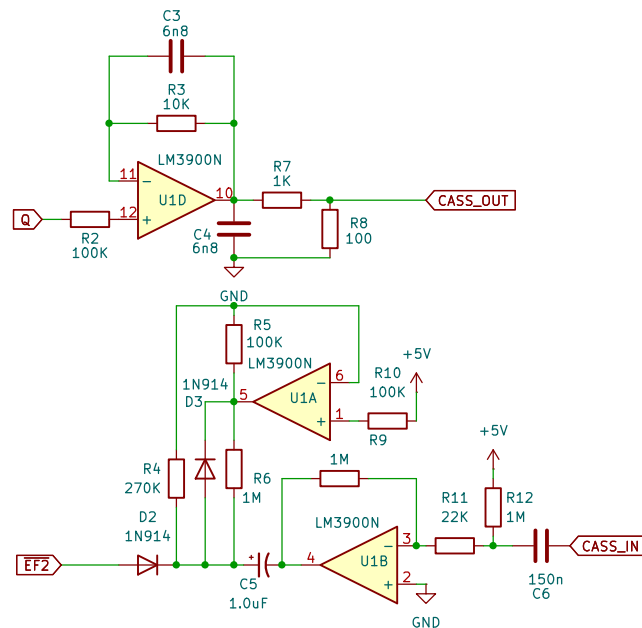 C3
6n8
R3
10K
LM3900N
11
−
U1D
10
12
+
Q
R2
100K
R7
1K
CASS_OUT
R8
100
C4
6n8
GND
R5
100K
LM3900N
+5V
1N914
D3
5
−
6
U1A
R10
100K
+
1
R9
+5V
R4
270K
R6
1M
1M
R11
22K
R12
1M
D2
1N914
LM3900N
EF2
+
4
−
3
U1B
CASS_IN
C5
1.0uF
+
2
150n
C6
GND